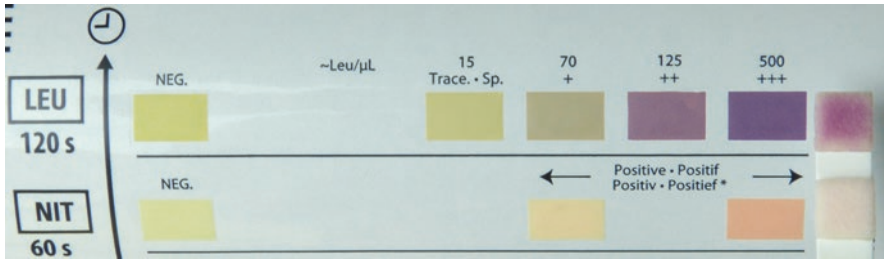 ~Leu/µL 15 70 125 500
NEG. Trace. • Sp. + ++ +++
LEU
120 s
Positive • Positif
NEG. Positiv • Positief *
NIT
60 s